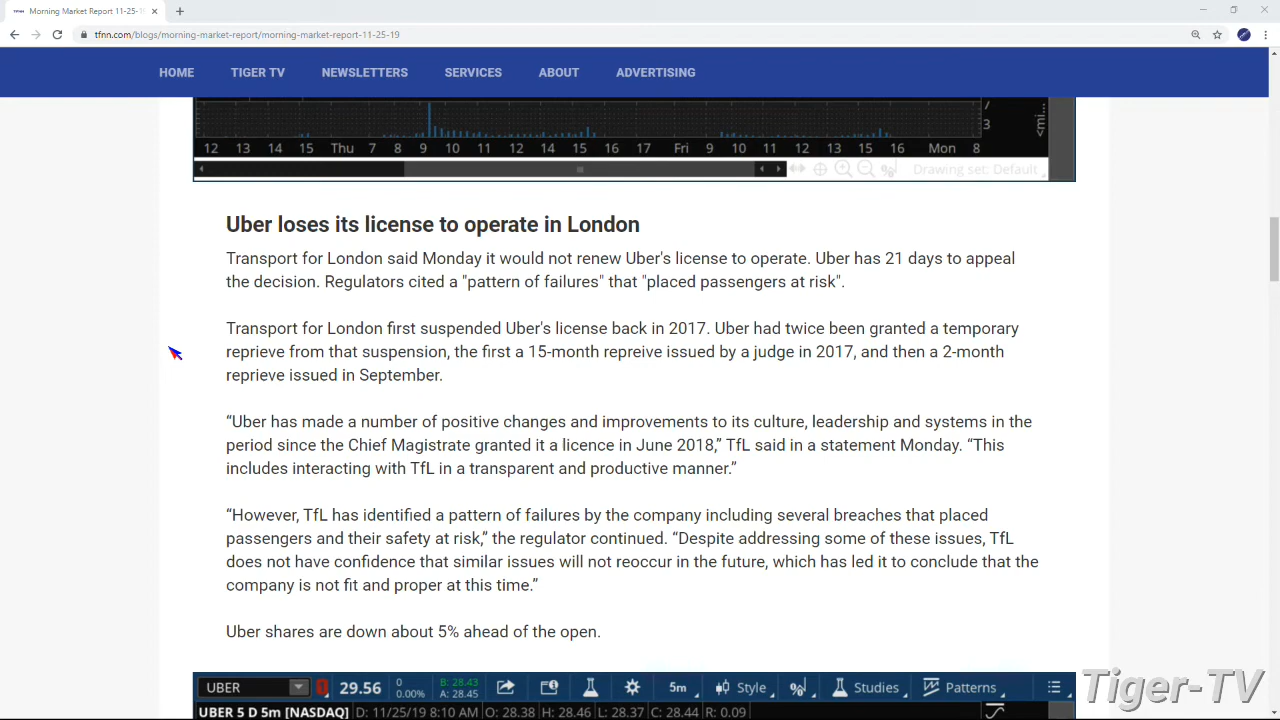 Morning Market Report 11-25-19
tfnn.com/blogs/morning-market-report/morning-market-report-11-25-19
HOME TIGER TV NEWSLETTERS SERVICES ABOUT ADVERTISING
3
12 13 14 15 Thu 7 8 9 10 11 12 13 14 15 16 17 Fri 9 10 11 12 13 15 16 Mon 8
Drawing set: Default
Uber loses its license to operate in London
Transport for London said Monday it would not renew Uber's license to operate. Uber has 21 days to appeal
the decision. Regulators cited a "pattern of failures" that "placed passengers at risk".
Transport for London first suspended Uber's license back in 2017. Uber had twice been granted a temporary
reprieve from that suspension, the first a 15-month repreive issued by a judge in 2017, and then a 2-month
reprieve issued in September.
“Uber has made a number of positive changes and improvements to its culture, leadership and systems in the
period since the Chief Magistrate granted it a licence in June 2018,” TfL said in a statement Monday. “This
includes interacting with TfL in a transparent and productive manner.”
“However, TfL has identified a pattern of failures by the company including several breaches that placed
passengers and their safety at risk,” the regulator continued. “Despite addressing some of these issues, TfL
does not have confidence that similar issues will not reoccur in the future, which has led it to conclude that the
company is not fit and proper at this time.”
Uber shares are down about 5% ahead of the open.
UBER 1 29.56 0 0.00% B: 28.43 A: 28.45 5m Style Studies Patterns
UBER 5 D 5m [NASDAQ] D: 11/25/19 8:10 AM O: 28.38 H: 28.46 L: 28.37 C: 28.44 R: 0.09
Tiger-TV